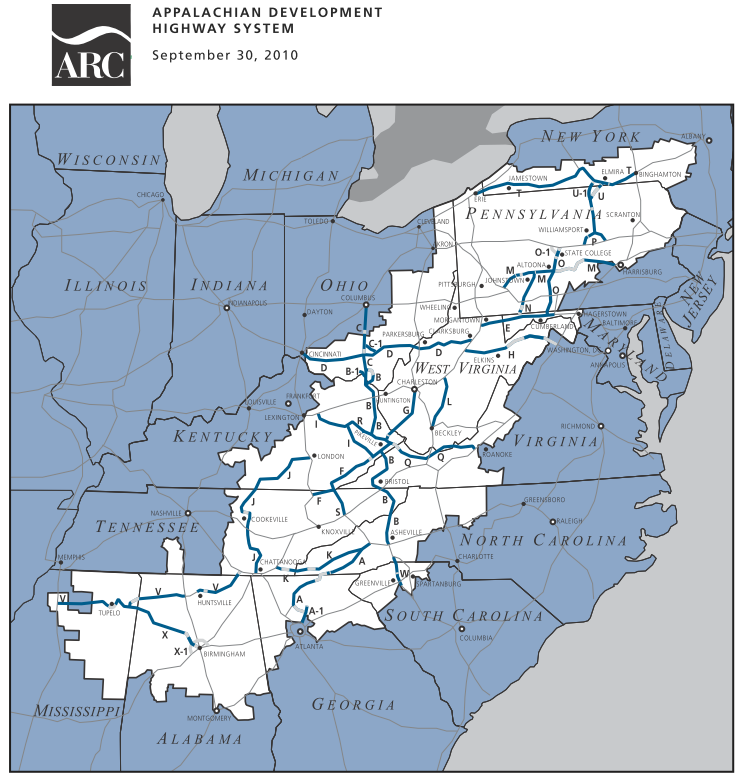 ARC
APPALACHIAN DEVELOPMENT
HIGHWAY SYSTEM
September 30, 2010
NEW YORK
ALBANY
WISCONSIN
MICHIGAN
ELMIRA T BINGHAMTON
JAMESTOWN
ERIE T U-1 U
CHICAGO
PENNSYLVANIA
SCRANTON
TOLEDO
CLEVELAND
WILLIAMSPORT
P
AKRON
O-1 STATE COLLEGE
ALTOONA O
M M
HARRISBURG
ILLINOIS
INDIANA
OHIO
PITTSBURGH
JOHNSTOWN M
O
NEW JERSEY
COLUMBUS
INDIANAPOLIS
DAYTON
WHEELING
N
HAGERSTOWN
MORGANTOWN
E
CUMBERLAND
MARYLAND
BALTIMORE
DELAWARE
C
PARKERSBURG
CLARKSBURG
C-1
CINCINNATI
D
D
D
C
ELKINS
H
WASHINGTON, DC
ANNAPOLIS
B-1 B
WEST VIRGINIA
CHARLESTON
FRANKFORT
LOUISVILLE
HUNTINGTON
B
G
L
LEXINGTON
I
R
B
RICHMOND
KENTUCKY
PIKEVILLE
BECKLEY
I
VIRGINIA
LONDON
F
B
Q
Q
ROANOKE
J
BRISTOL
J
F
B
S
NASHVILLE
COOKEVILLE
GREENSBORO
TENNESSEE
KNOXVILLE
B
RALEIGH
ASHEVILLE
NORTH CAROLINA
MEMPHIS
J
CHATTANOOGA
K
A
CHARLOTTE
K
GREENVILLE
W
SPARTANBURG
V
V
V
HUNTSVILLE
A
TUPELO
A-1
SOUTH CAROLINA
X
COLUMBIA
X-1
BIRMINGHAM
ATLANTA
MISSISSIPPI
MONTGOMERY
GEORGIA
ALABAMA